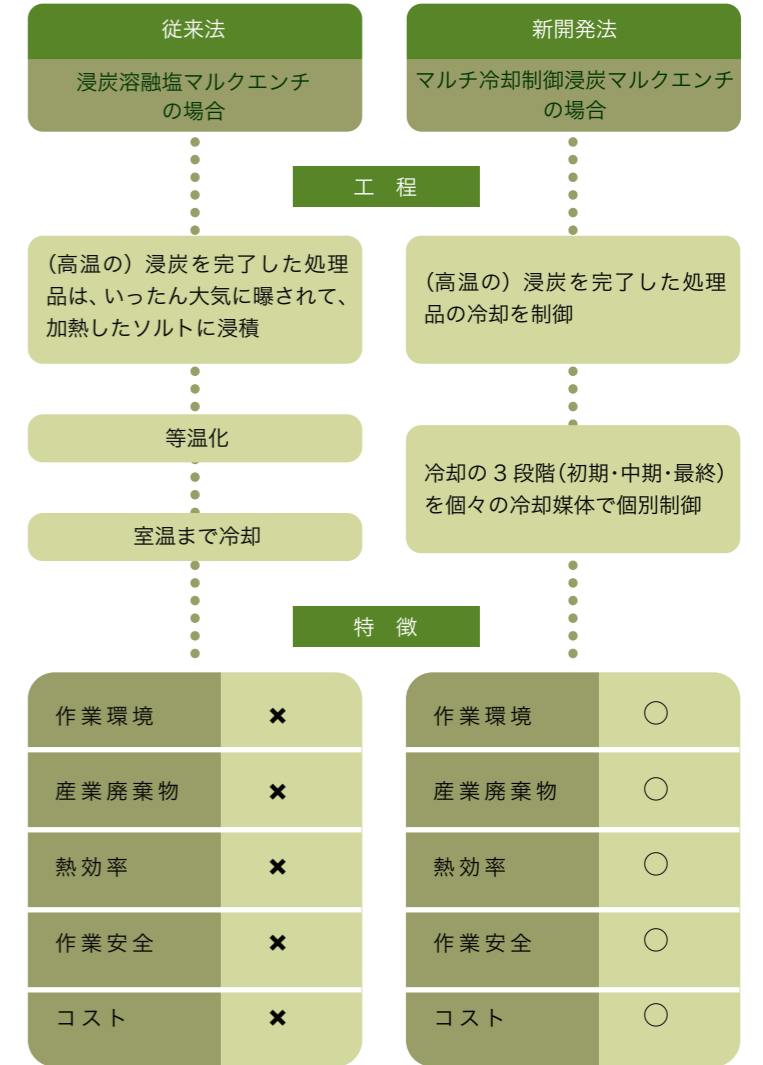 従来法
浸炭溶融塩マルクエンチ
の場合
新開発法
マルチ冷却制御浸炭マルクエンチ
の場合
工 程
(高温の)浸炭を完了した処理
品は、いったん大気に曝されて、
加熱したソルトに浸積
等温化
室温まで冷却
(高温の)浸炭を完了した処理
品の冷却を制御
冷却の3段階(初期・中期・最終)
を個々の冷却媒体で個別制御
特 徴
作業環境 ✖
産業廃棄物 ✖
熱効率 ✖
作業安全 ✖
コスト ✖
作業環境 ○
産業廃棄物 ○
熱効率 ○
作業安全 ○
コスト ○